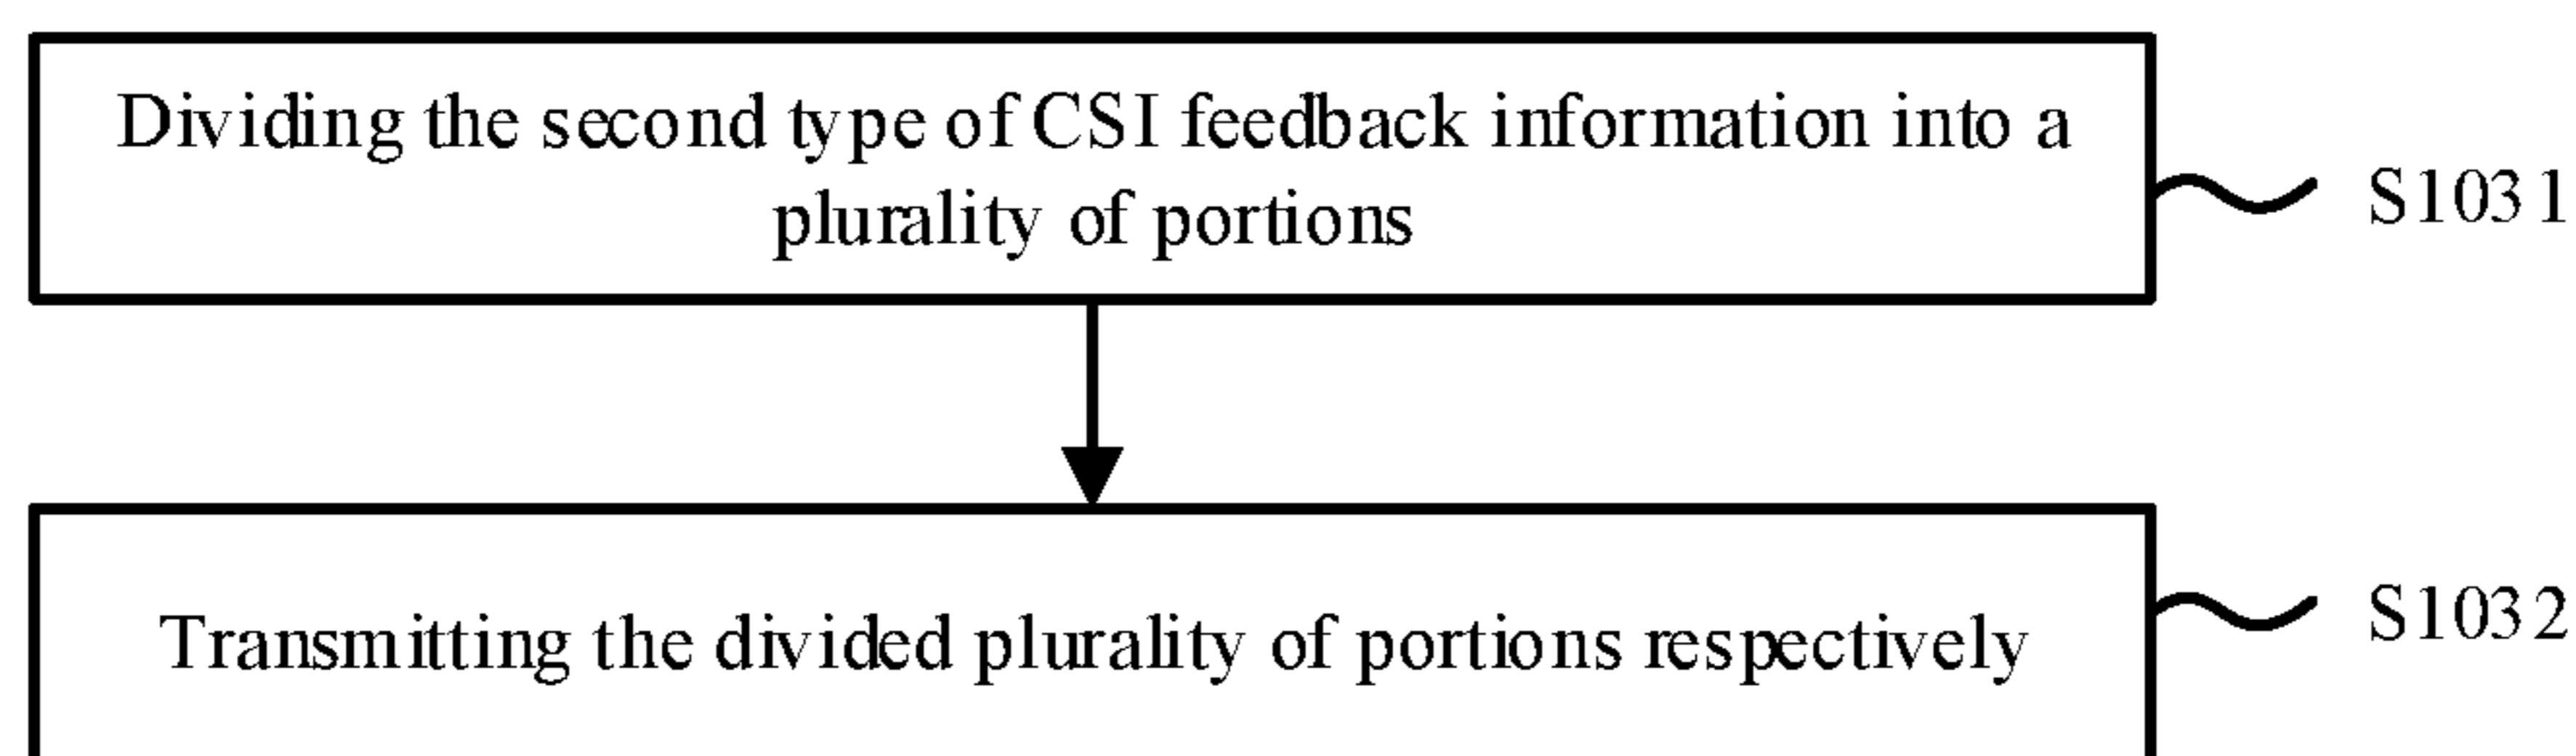 Dividing the second type of CSI feedback information into a
plurality of portions
S1031
Transmitting the divided plurality of portions respectively
S1032